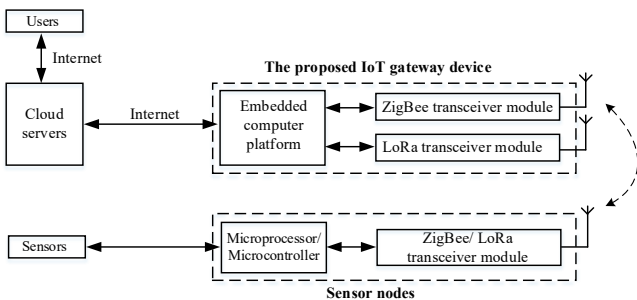 Users
Internet
The proposed IoT gateway device
Cloud
servers
Internet
Embedded
computer
platform
ZigBee transceiver module
LoRa transceiver module
Sensors
Microprocessor/
Microcontroller
ZigBee/ LoRa
transceiver module
Sensor nodes